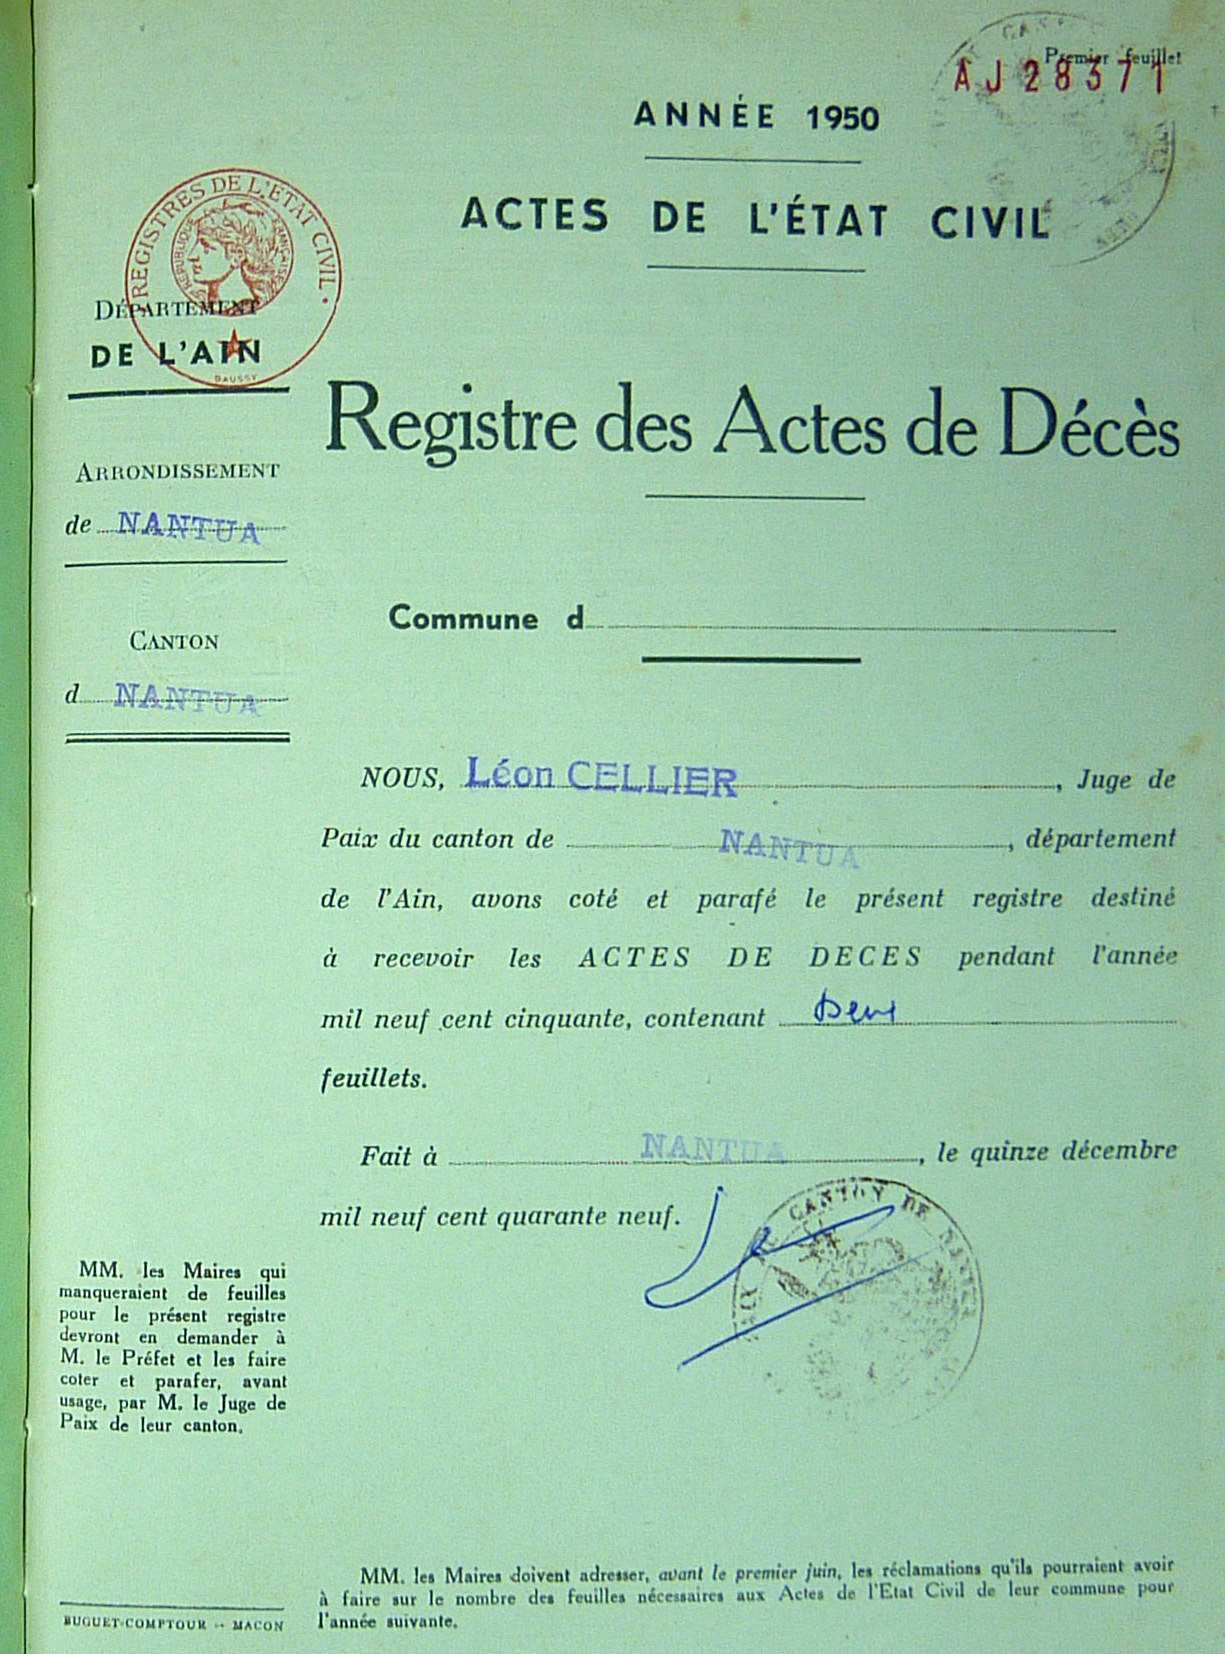 Premier feuillet
AJ 28371
ANNÉE 1950
ACTES DE L'ÉTAT CIVIL
REGISTRES DE L'ÉTAT CIVIL
RÉPUBLIQUE FRANÇAISE
DAUSSY
DÉPARTEMENT
DE L'AIN
Registre des Actes de Décès
ARRONDISSEMENT
de NANTUA
Commune d
CANTON
d NANTUA
NOUS, Léon CELLIER, Juge de
Paix du canton de NANTUA, département
de l'Ain, avons coté et parafé le présent registre destiné
à recevoir les ACTES DE DECES pendant l'année
mil neuf cent cinquante, contenant Deux
feuillets.
Fait à NANTUA, le quinze décembre
mil neuf cent quarante neuf.
CANTON DE NANTUA
MM. les Maires qui
manqueraient de feuilles
pour le présent registre
devront en demander à
M. le Préfet et les faire
coter et parafer, avant
usage, par M. le Juge de
Paix de leur canton.
MM. les Maires doivent adresser, avant le premier juin, les réclamations qu'ils pourraient avoir
à faire sur le nombre des feuilles nécessaires aux Actes de l'Etat Civil de leur commune pour
l'année suivante.
BUGUET-COMPTOUR -- MACON